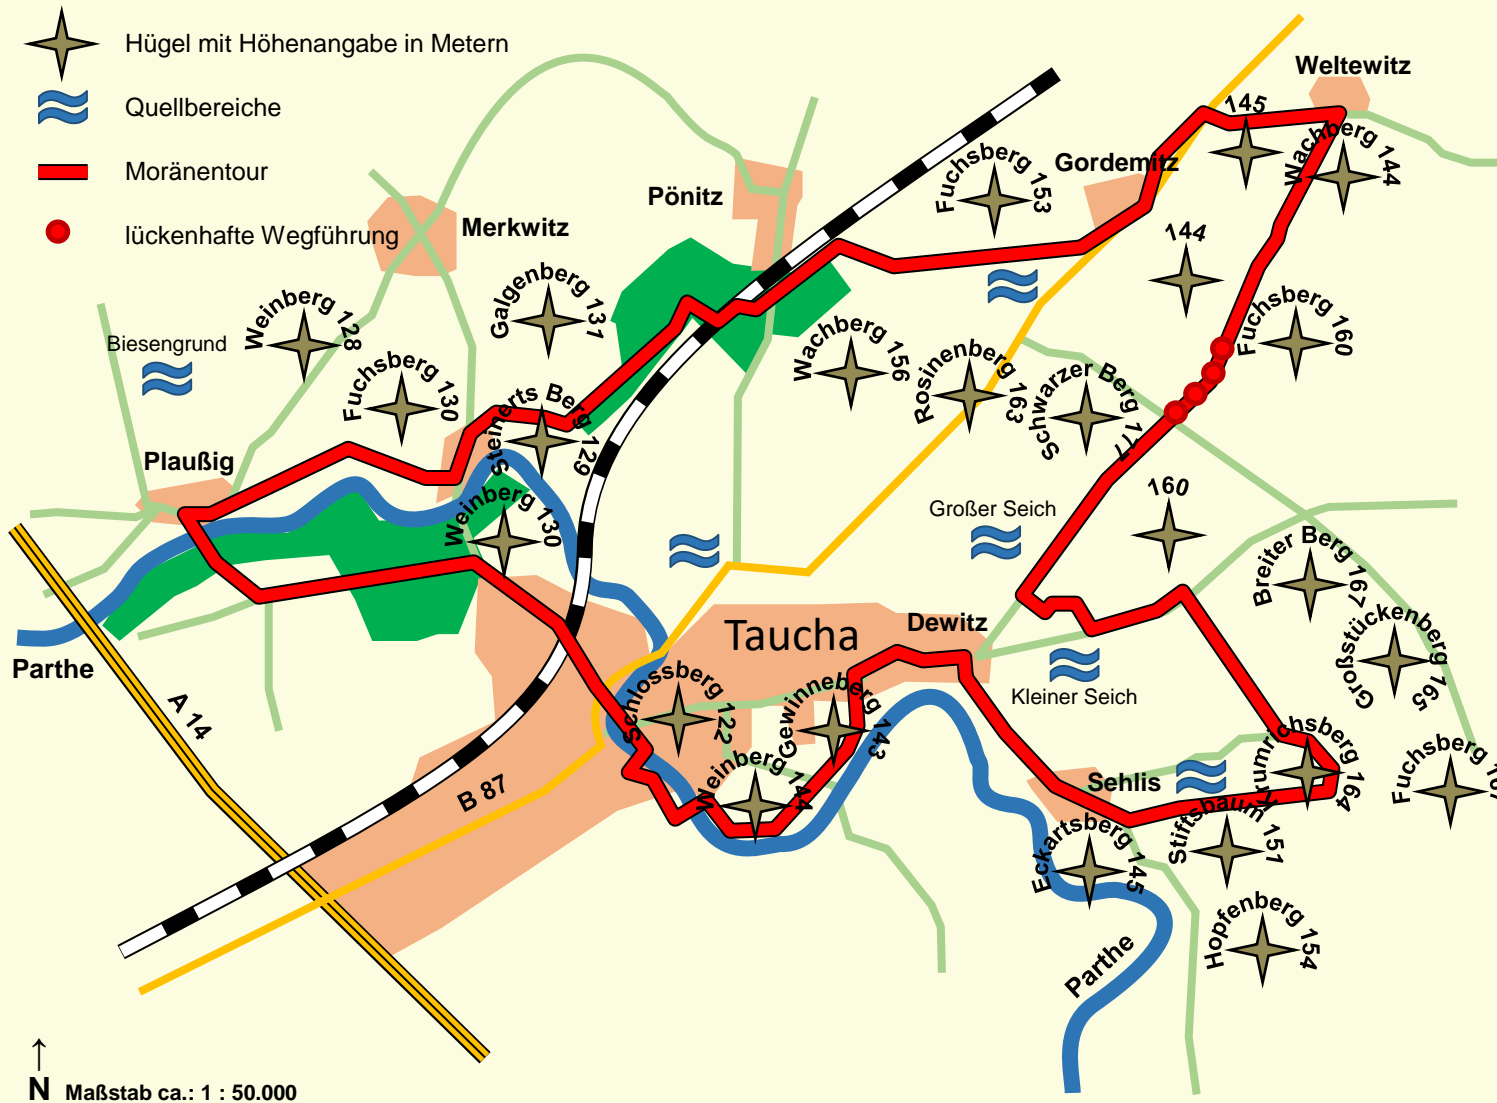 Hügel mit Höhenangabe in Metern
Quellbereiche
Moränentour
lückenhafte Wegführung
Weltewitz
145
Wachberg 144
Gordemitz
Fuchsberg 153
Pönitz
Merkwitz
144
Galgenberg 131
Weinberg 128
Biesengrund
Fuchsberg 160
Wachberg 156
Rosinenberg 163
Schwarzer Berg 177
Fuchsberg 130
Steinerts Berg 129
Plaußig
Weinberg 130
160
Großer Seich
Breiter Berg 167
Großstückenberg 165
Taucha
Dewitz
Kleiner Seich
Parthe
A 14
Schlossberg 122
Gewinneberg 143
Krumrichsberg 164
Weinberg 144
B 87
Sehlis
Stiftsbaum 151
Fuchsberg 167
Eckartsberg 145
Hopfenberg 154
Parthe
N
Maßstab ca.: 1 : 50.000